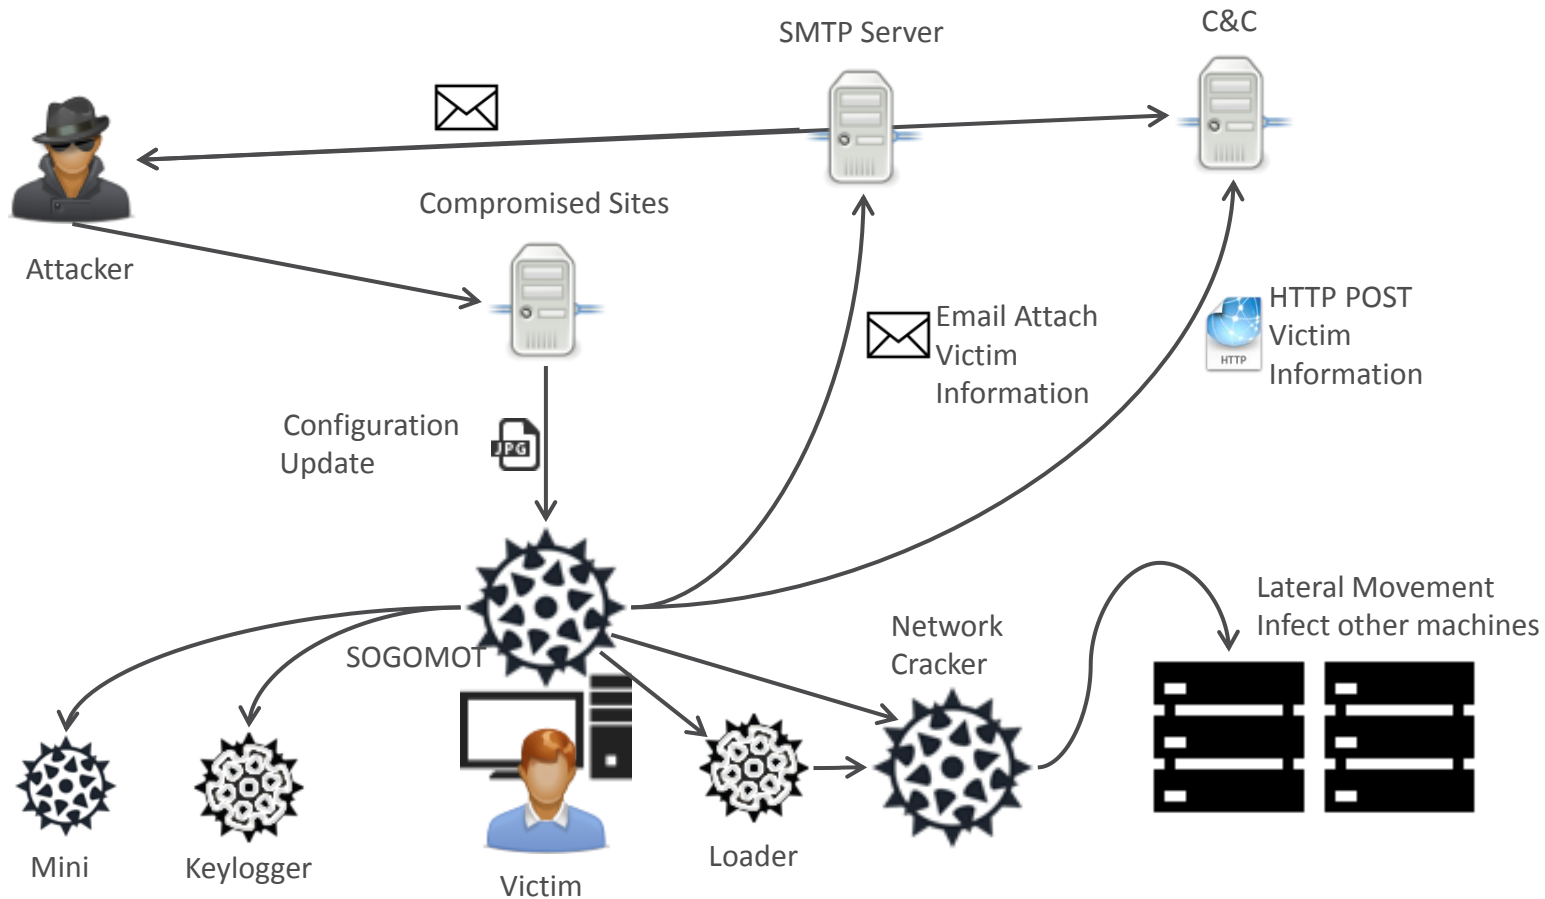 SMTP Server
C&C
Compromised Sites
Attacker
HTTP POST
Victim
Information
HTTP
Email Attach
Victim
Information
Configuration
Update
JPG
Lateral Movement
Infect other machines
Network
Cracker
SOGOMOT
Mini
Keylogger
Victim
Loader